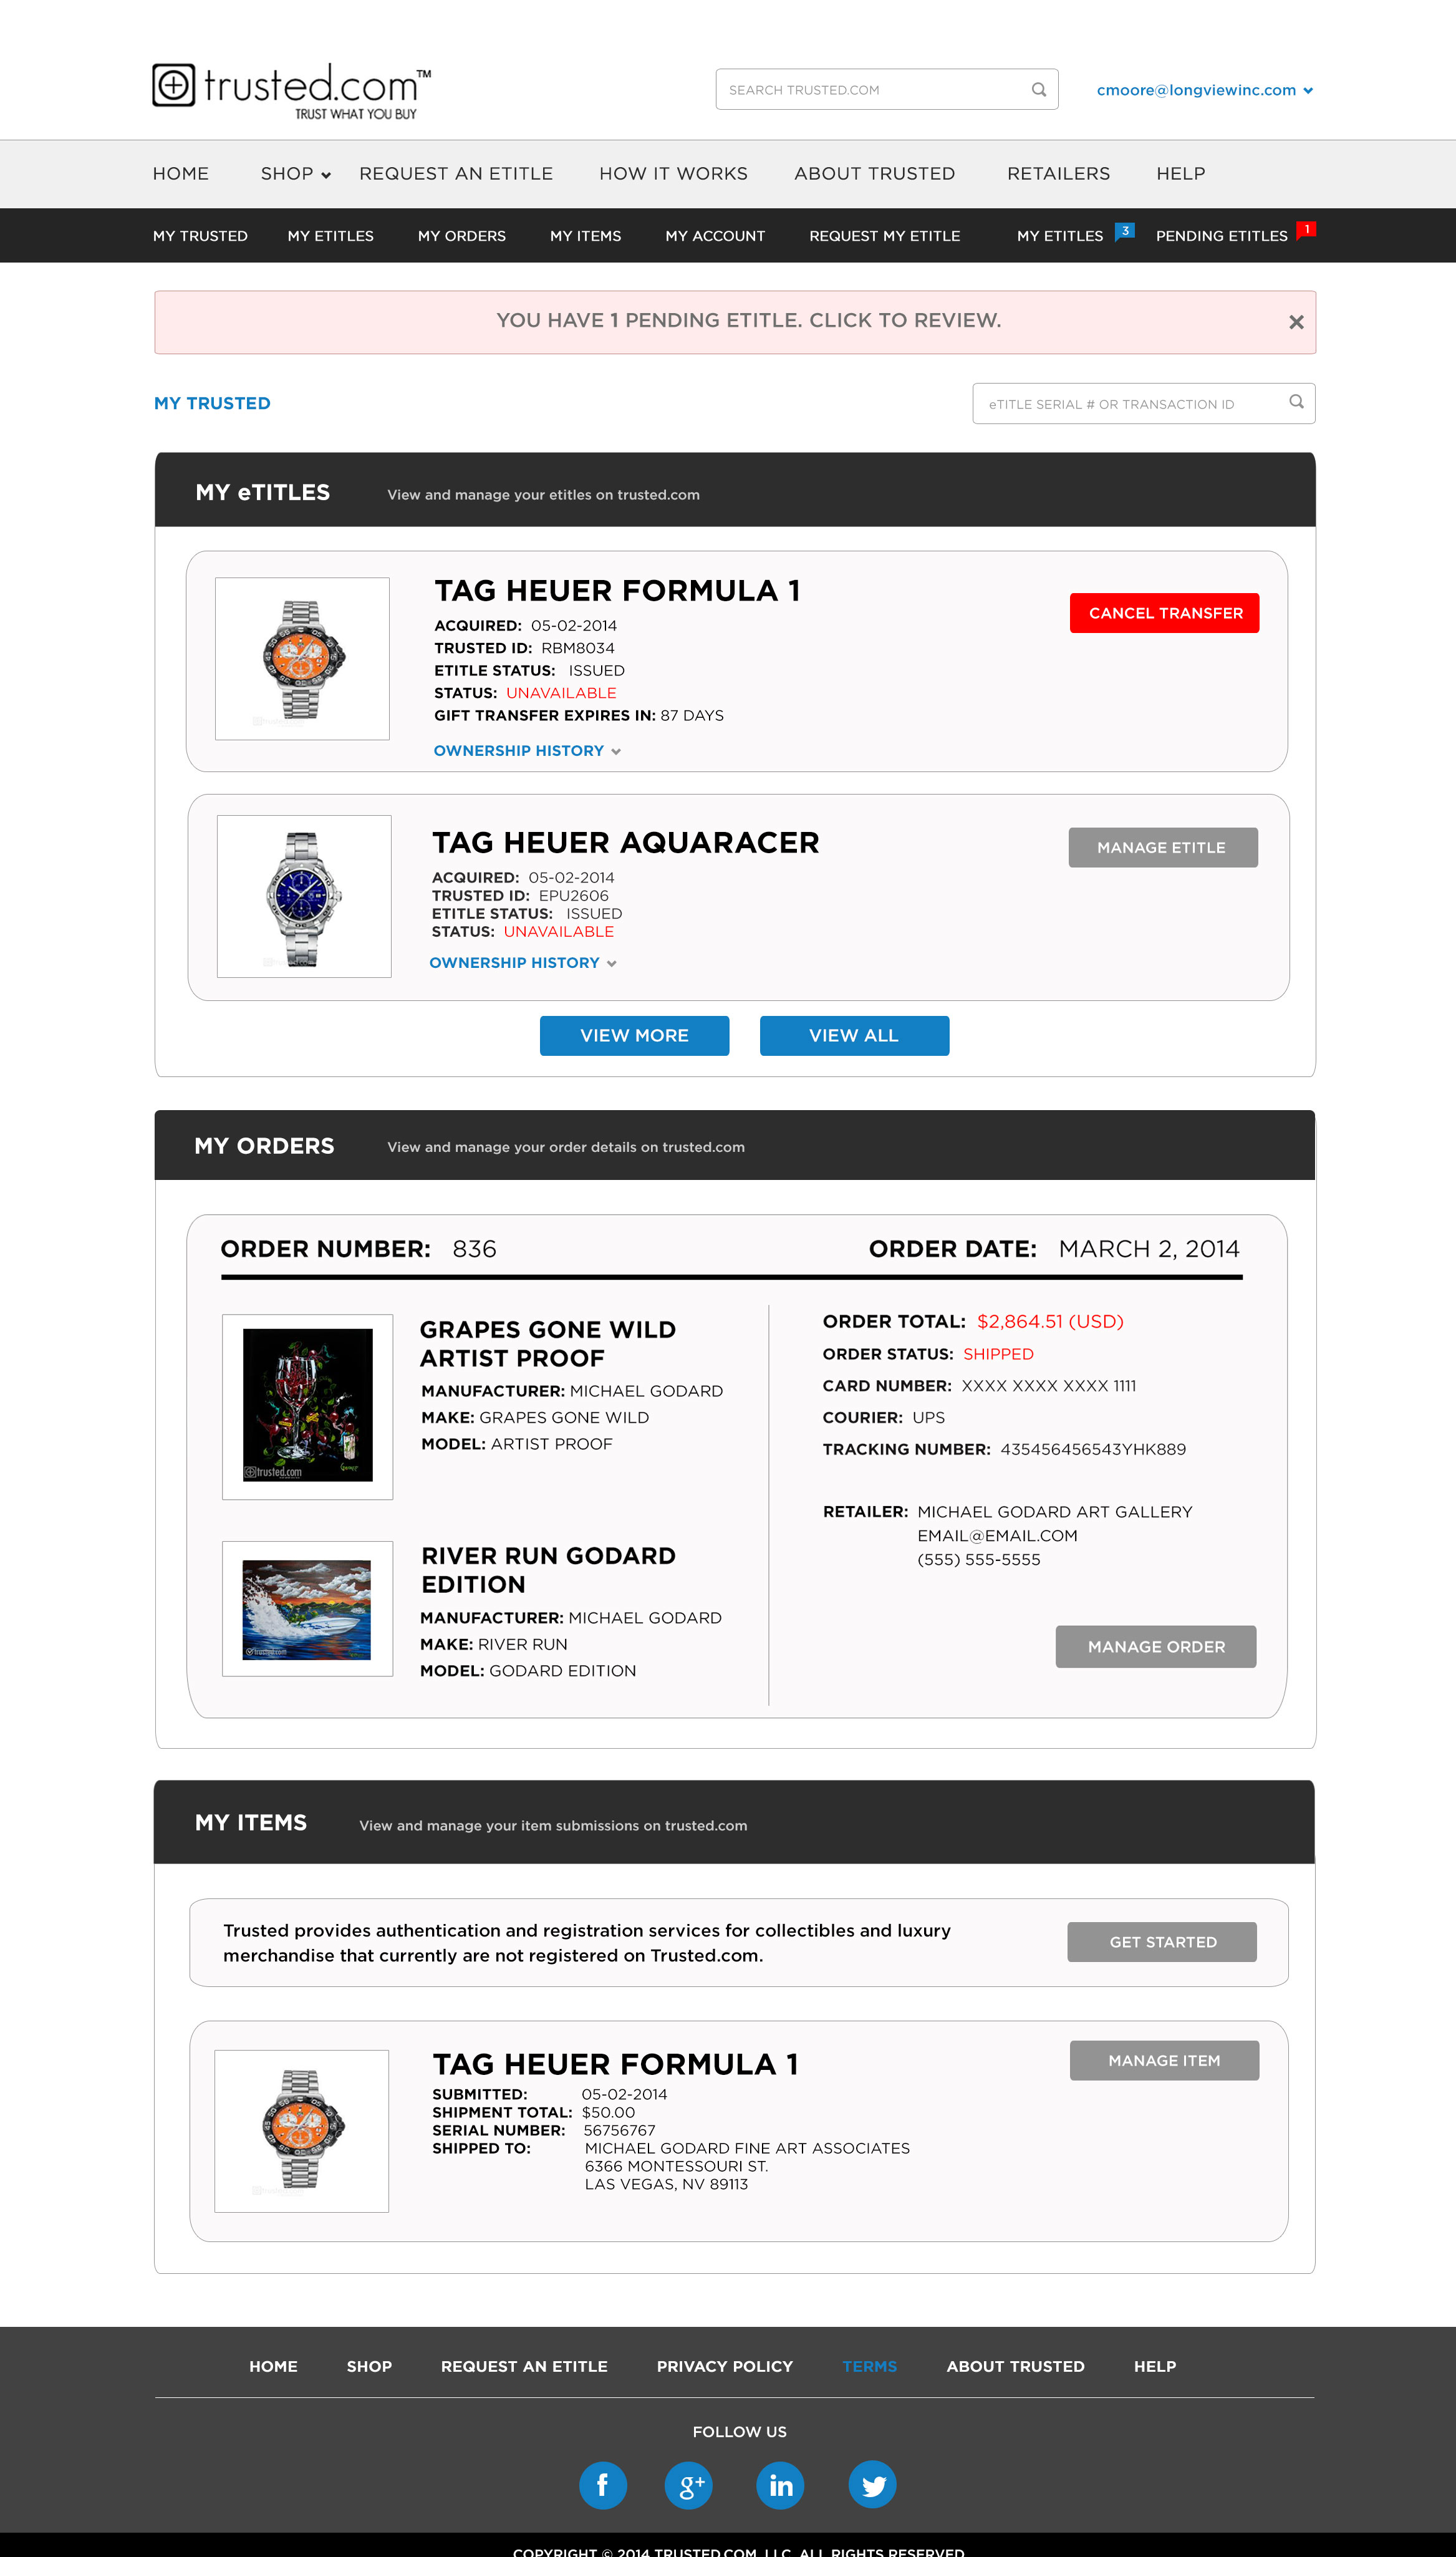 trusted.com™
TRUST WHAT YOU BUY
SEARCH TRUSTED.COM
cmoore@longviewinc.com
HOME SHOP REQUEST AN ETITLE HOW IT WORKS ABOUT TRUSTED RETAILERS HELP
MY TRUSTED MY ETITLES MY ORDERS MY ITEMS MY ACCOUNT REQUEST MY ETITLE MY ETITLES 3 PENDING ETITLES 1
YOU HAVE 1 PENDING ETITLE. CLICK TO REVIEW.
MY TRUSTED
eTITLE SERIAL # OR TRANSACTION ID
MY eTITLES View and manage your etitles on trusted.com
TAG HEUER FORMULA 1
CANCEL TRANSFER
ACQUIRED: 05-02-2014
TRUSTED ID: RBM8034
ETITLE STATUS: ISSUED
STATUS: UNAVAILABLE
GIFT TRANSFER EXPIRES IN: 87 DAYS
OWNERSHIP HISTORY
TAG HEUER AQUARACER
MANAGE ETITLE
ACQUIRED: 05-02-2014
TRUSTED ID: EPU2606
ETITLE STATUS: ISSUED
STATUS: UNAVAILABLE
OWNERSHIP HISTORY
VIEW MORE VIEW ALL
MY ORDERS View and manage your order details on trusted.com
ORDER NUMBER: 836 ORDER DATE: MARCH 2, 2014
GRAPES GONE WILD
ARTIST PROOF
MANUFACTURER: MICHAEL GODARD
MAKE: GRAPES GONE WILD
MODEL: ARTIST PROOF
trusted.com
RIVER RUN GODARD
EDITION
MANUFACTURER: MICHAEL GODARD
MAKE: RIVER RUN
MODEL: GODARD EDITION
trusted.com
ORDER TOTAL: $2,864.51 (USD)
ORDER STATUS: SHIPPED
CARD NUMBER: XXXX XXXX XXXX 1111
COURIER: UPS
TRACKING NUMBER: 435456456543YHK889
RETAILER: MICHAEL GODARD ART GALLERY
EMAIL@EMAIL.COM
(555) 555-5555
MANAGE ORDER
MY ITEMS View and manage your item submissions on trusted.com
Trusted provides authentication and registration services for collectibles and luxury
merchandise that currently are not registered on Trusted.com.
GET STARTED
TAG HEUER FORMULA 1
MANAGE ITEM
SUBMITTED: 05-02-2014
SHIPMENT TOTAL: $50.00
SERIAL NUMBER: 56756767
SHIPPED TO: MICHAEL GODARD FINE ART ASSOCIATES
6366 MONTESSOURI ST.
LAS VEGAS, NV 89113
HOME SHOP REQUEST AN ETITLE PRIVACY POLICY TERMS ABOUT TRUSTED HELP
FOLLOW US
f g+ in
COPYRIGHT © 2014 TRUSTED.COM, LLC. ALL RIGHTS RESERVED